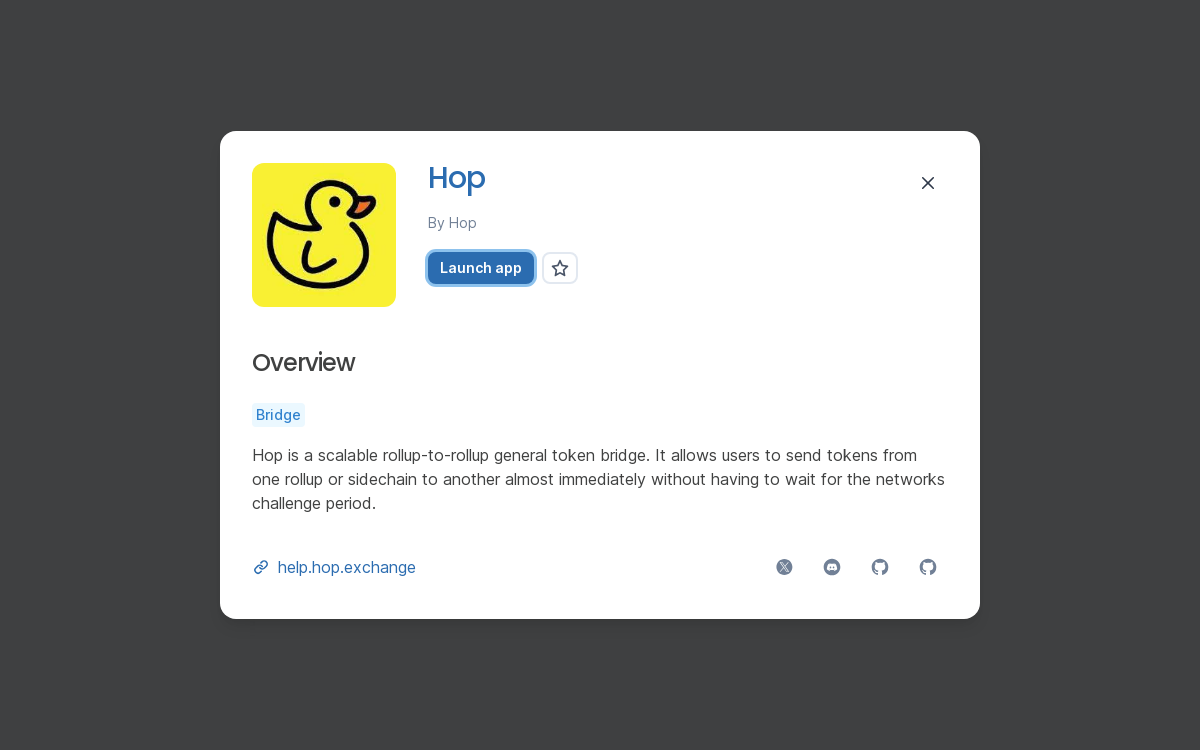 Hop
By Hop
Launch app
Overview
Bridge
Hop is a scalable rollup-to-rollup general token bridge. It allows users to send tokens from
one rollup or sidechain to another almost immediately without having to wait for the networks
challenge period.
help.hop.exchange